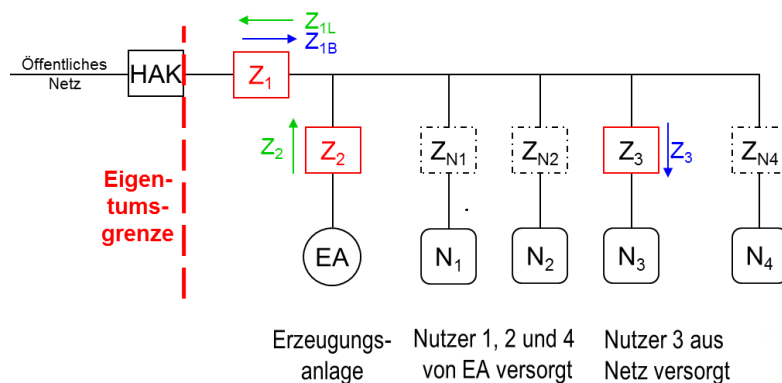 Z1L
Z1B
Öffentliches
Netz
HAK
Z1
Z2
Z2
ZN1
ZN2
Z3
Z3
ZN4
Eigen-
tums-
grenze
EA
N1
N2
N3
N4
Erzeugungs-
anlage
Nutzer 1, 2 und 4
von EA versorgt
Nutzer 3 aus
Netz versorgt